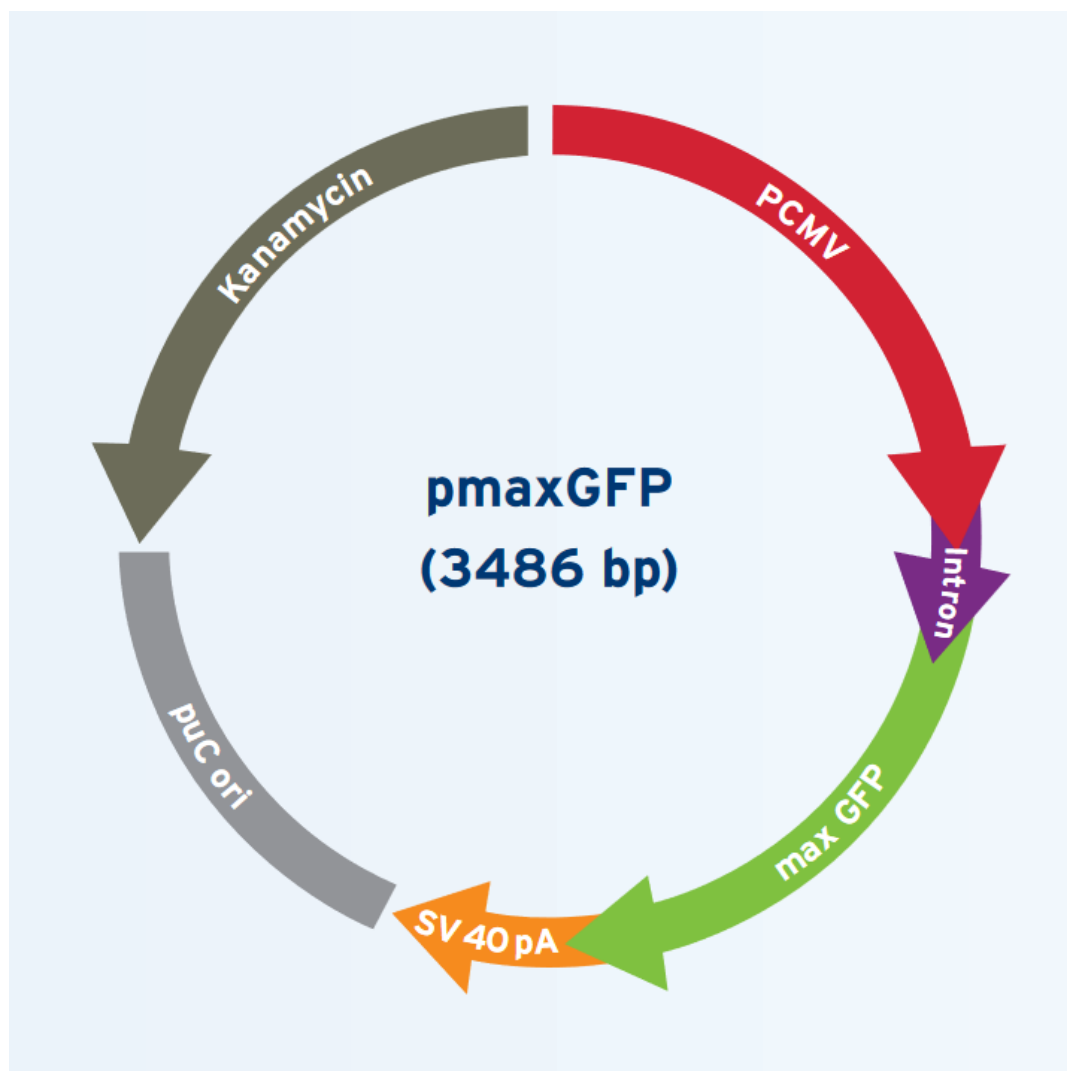 Kanamycin
PCMV
pmaxGFP
(3486 bp)
Intron
puC ori
max GFP
SV 40 pA